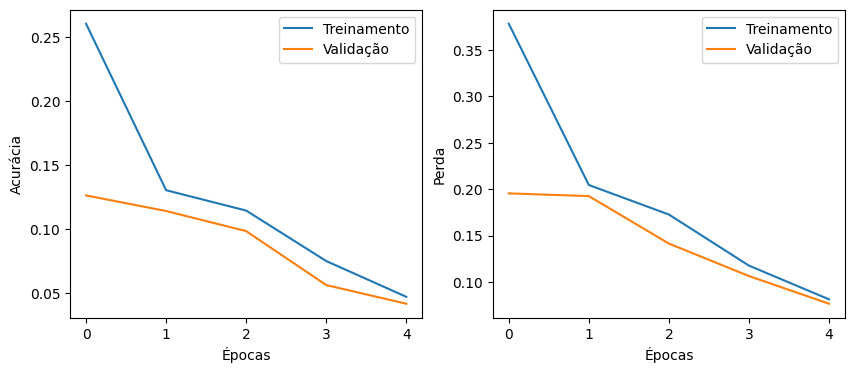 Acurácia
0.25
0.20
0.15
0.10
0.05
0
1
2
3
4
Épocas
Treinamento
Validação
Perda
0.35
0.30
0.25
0.20
0.15
0.10
0
1
2
3
4
Épocas
Treinamento
Validação